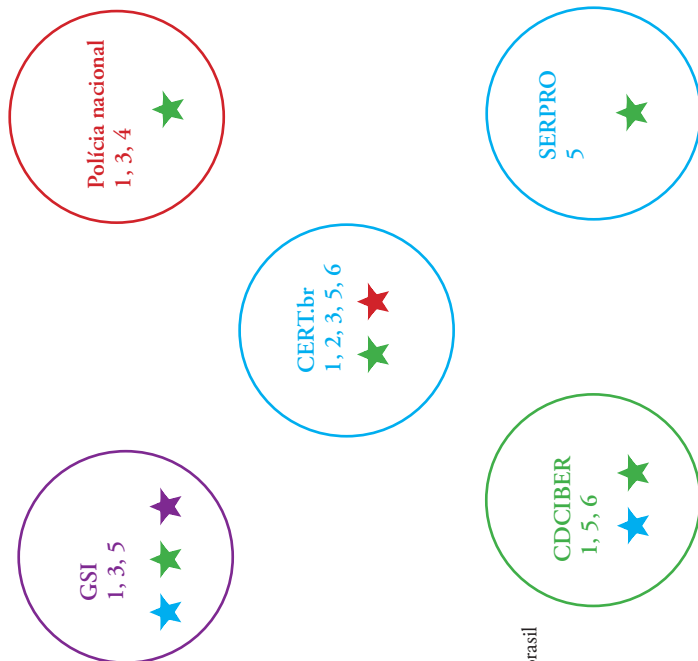 GSI
1, 3, 5
Polícia nacional
1, 3, 4
CERT.br
1, 2, 3, 5, 6
CDCIBER
1, 5, 6
SERPRO
5